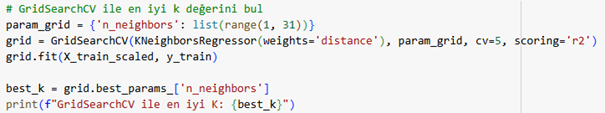 # GridSearchCV ile en iyi k değerini bul
param_grid = {'n_neighbors': list(range(1, 31))}
grid = GridSearchCV(KNeighborsRegressor(weights='distance'), param_grid, cv=5, scoring='r2')
grid.fit(X_train_scaled, y_train)
best_k = grid.best_params_['n_neighbors']
print(f"GridSearchCV ile en iyi K: {best_k}")